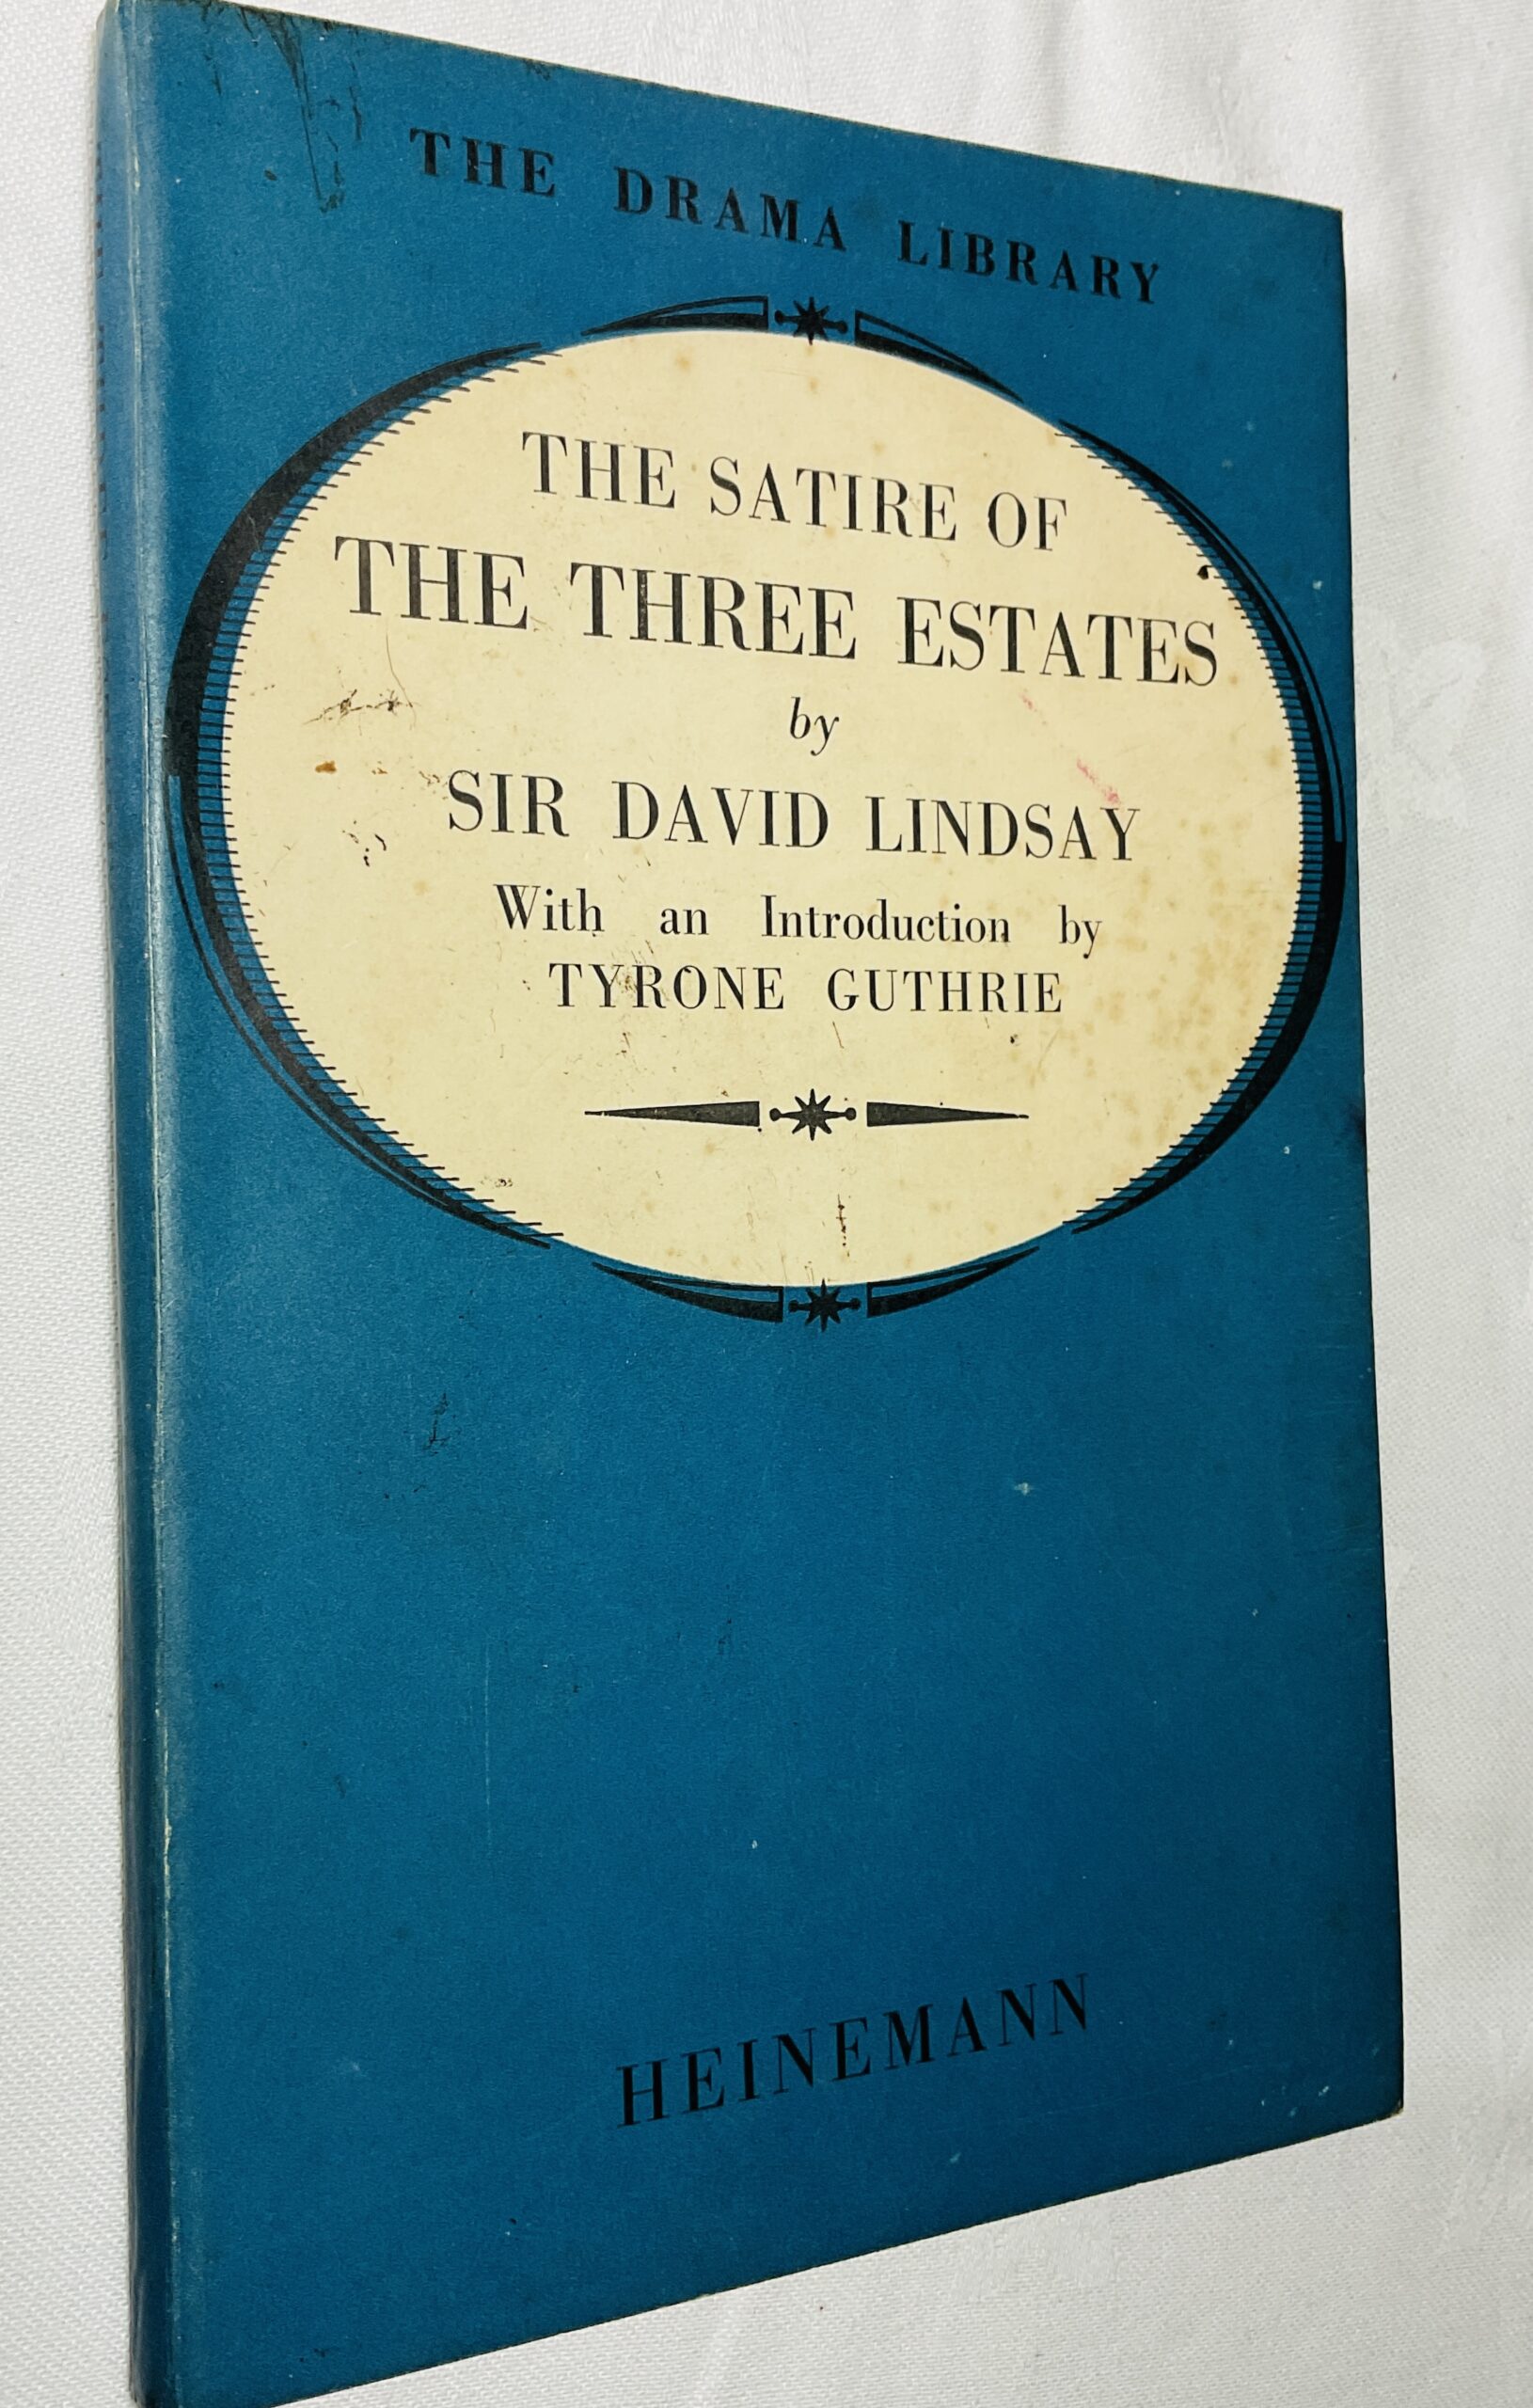 THE DRAMA LIBRARY
THE SATIRE OF
THE THREE ESTATES
by
SIR DAVID LINDSAY
With an Introduction by
TYRONE GUTHRIE
HEINEMANN